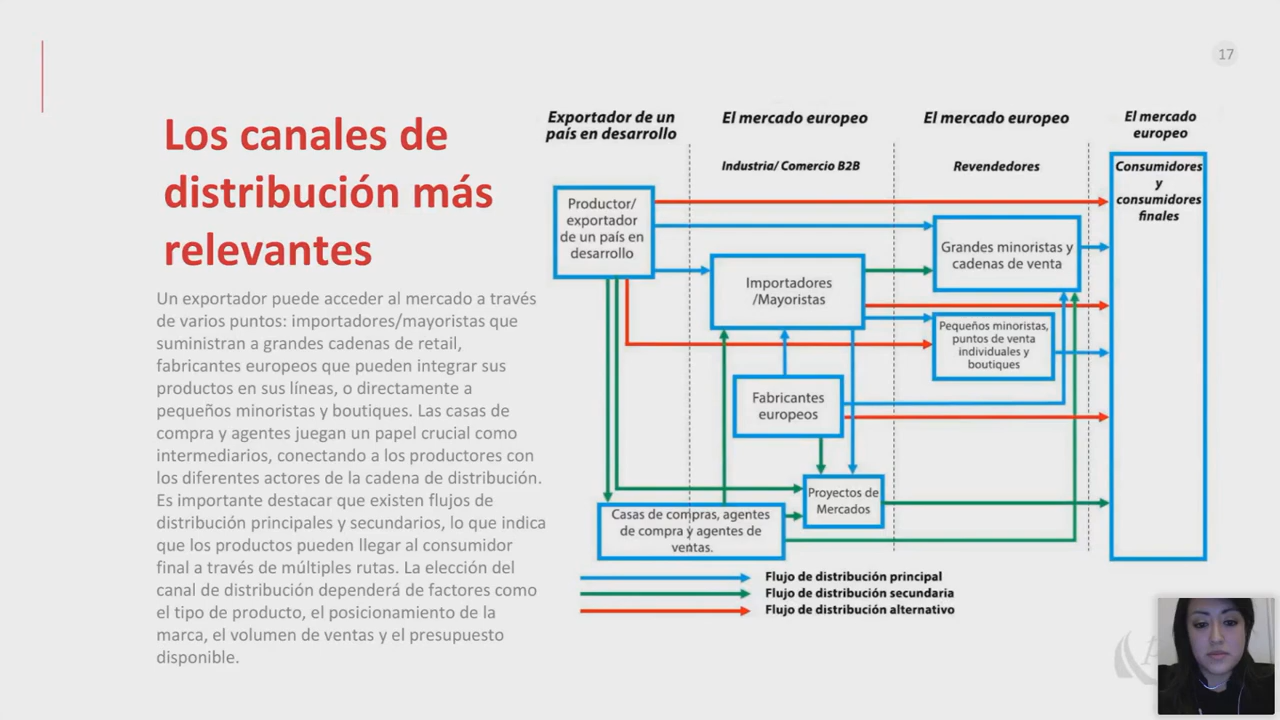 17
Los canales de
distribución más
relevantes
Un exportador puede acceder al mercado a través
de varios puntos: importadores/mayoristas que
suministran a grandes cadenas de retail,
fabricantes europeos que pueden integrar sus
productos en sus líneas, o directamente a
pequeños minoristas y boutiques. Las casas de
compra y agentes juegan un papel crucial como
intermediarios, conectando a los productores con
los diferentes actores de la cadena de distribución.
Es importante destacar que existen flujos de
distribución principales y secundarios, lo que indica
que los productos pueden llegar al consumidor
final a través de múltiples rutas. La elección del
canal de distribución dependerá de factores como
el tipo de producto, el posicionamiento de la
marca, el volumen de ventas y el presupuesto
disponible.
Exportador de un
país en desarrollo
El mercado europeo
Industria/ Comercio B2B
El mercado europeo
Revendedores
El mercado
europeo
Consumidores
y
consumidores
finales
Productor/
exportador
de un país en
desarrollo
Importadores
/Mayoristas
Grandes minoristas y
cadenas de venta
Pequeños minoristas,
puntos de venta
individuales y
boutiques
Fabricantes
europeos
Proyectos de
Mercados
Casas de compras, agentes
de compra y agentes de
ventas.
Flujo de distribución principal
Flujo de distribución secundaria
Flujo de distribución alternativo